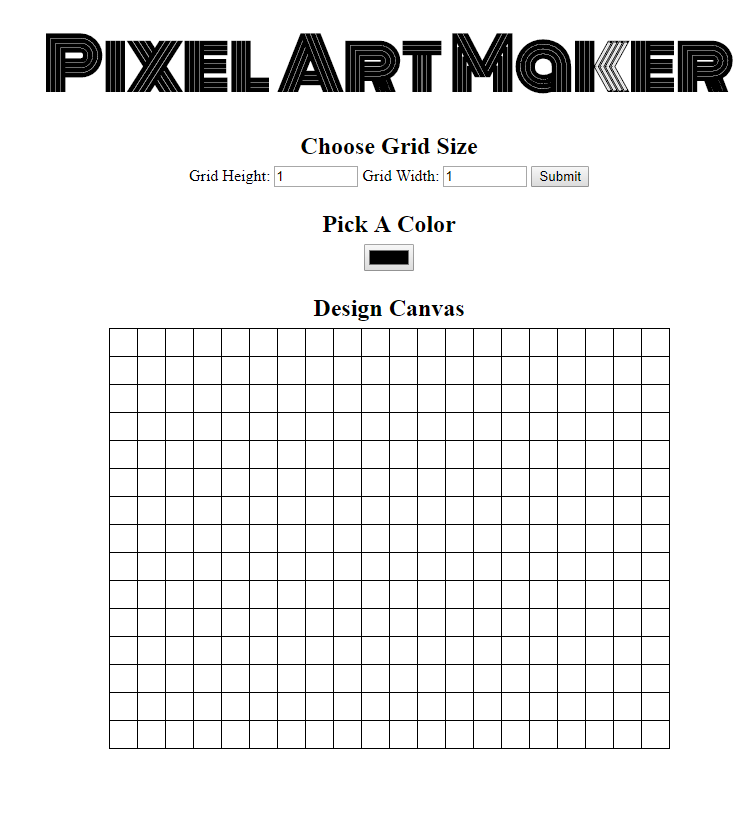 Pixel Art Maker
Choose Grid Size
Grid Height: 1 Grid Width: 1 Submit
Pick A Color
Design Canvas